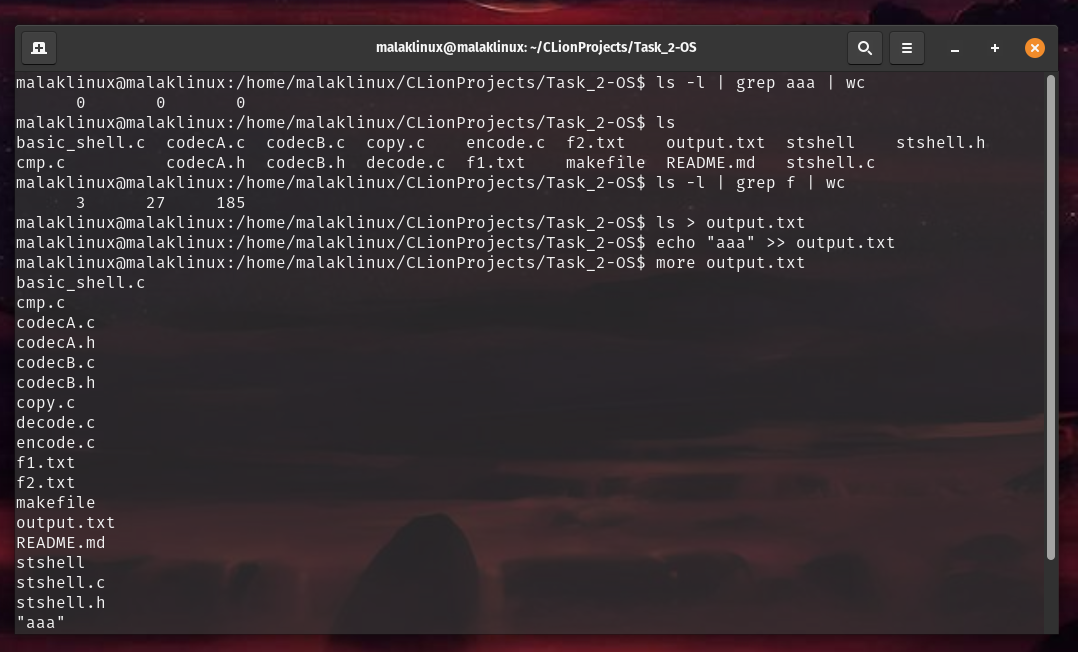 malaklinux@malaklinux: ~/CLionProjects/Task_2-OS
malaklinux@malaklinux:/home/malaklinux/CLionProjects/Task_2-OS$ ls -l | grep aaa | wc
      0       0       0
malaklinux@malaklinux:/home/malaklinux/CLionProjects/Task_2-OS$ ls
basic_shell.c  codecA.c  codecB.c  copy.c    encode.c  f2.txt    output.txt  stshell    stshell.h
cmp.c          codecA.h  codecB.h  decode.c  f1.txt    makefile  README.md   stshell.c
malaklinux@malaklinux:/home/malaklinux/CLionProjects/Task_2-OS$ ls -l | grep f | wc
      3      27     185
malaklinux@malaklinux:/home/malaklinux/CLionProjects/Task_2-OS$ ls > output.txt
malaklinux@malaklinux:/home/malaklinux/CLionProjects/Task_2-OS$ echo "aaa" >> output.txt
malaklinux@malaklinux:/home/malaklinux/CLionProjects/Task_2-OS$ more output.txt
basic_shell.c
cmp.c
codecA.c
codecA.h
codecB.c
codecB.h
copy.c
decode.c
encode.c
f1.txt
f2.txt
makefile
output.txt
README.md
stshell
stshell.c
stshell.h
"aaa"